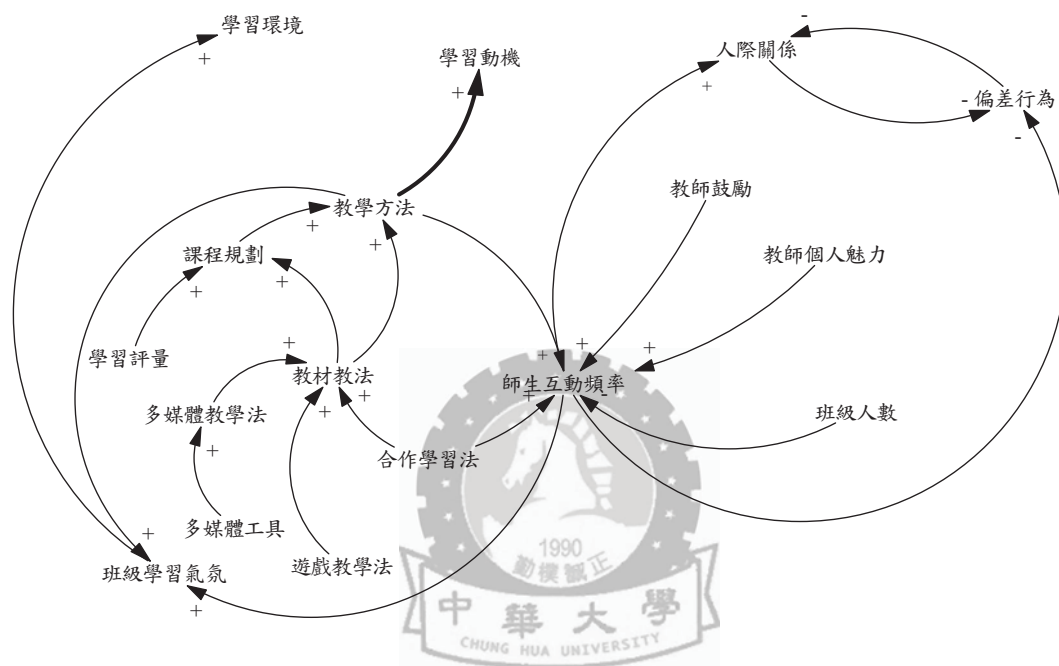 學習環境
學習動機
人際關係
偏差行為
教師鼓勵
教學方法
課程規劃
教師個人魅力
學習評量
教材教法
師生互動頻率
多媒體教學法
班級人數
合作學習法
多媒體工具
班級學習氣氛
遊戲教學法
1990
勤樸誠正
中華大學
CHUNG HUA UNIVERSITY